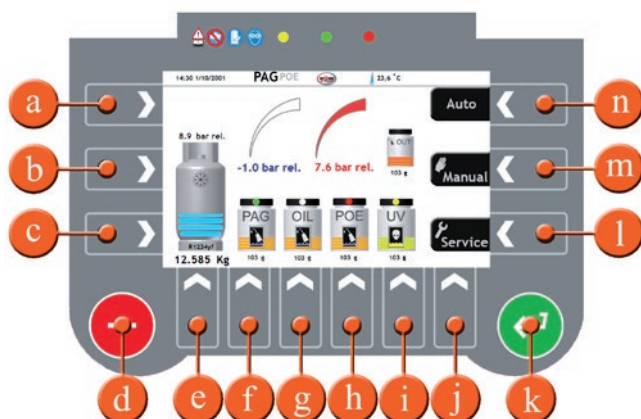 14:30 1/10/2001 PAG POE 23,6 °C
a
n
Auto
8.9 bar rel.
OUT
-1.0 bar rel. 7.6 bar rel.
103 g
b
m
Manual
PAG OIL POE UV
c
l
Service
R1234yf
12.585 Kg
103 g 103 g 103 g 103 g
d e f g h i j k